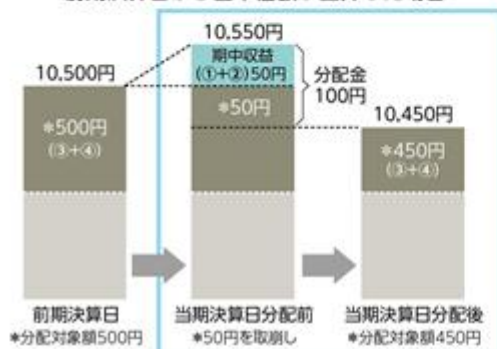 10,550円
期中収益
(①+②)50円
10,500円
分配金
100円
*50円
10,450円
*500円
(③+④)
*450円
(③+④)
前期決算日
*分配対象額500円
当期決算日分配前
*50円を取崩し
当期決算日分配後
*分配対象額450円